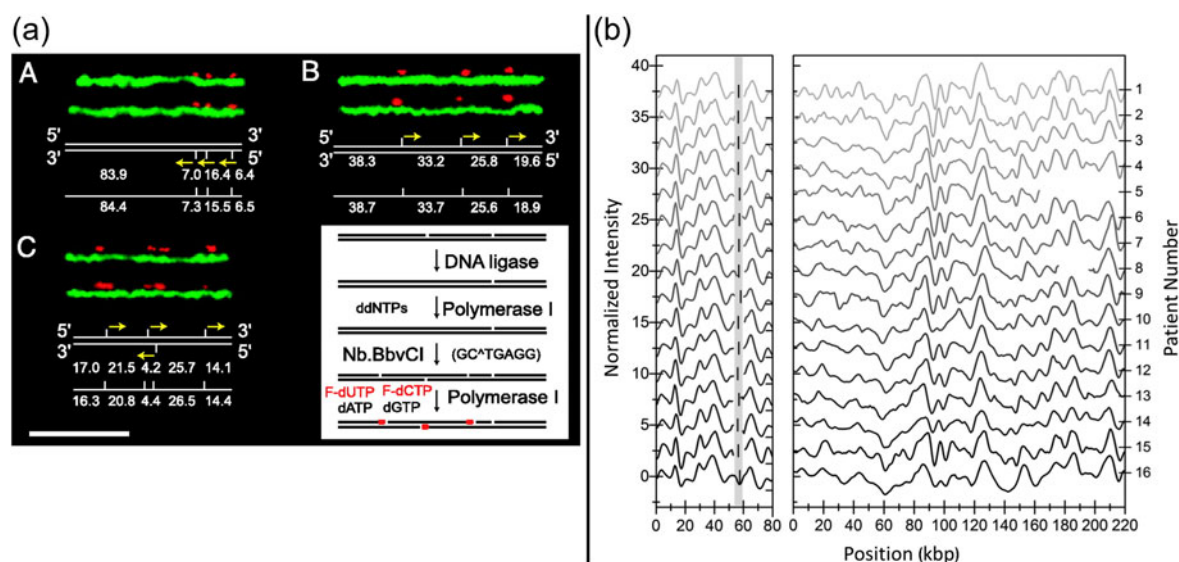 (a)
A
5' 3'
3' 5'
83.9 7.0 16.4 6.4
84.4 7.3 15.5 6.5
B
5' 3'
3' 5'
38.3 33.2 25.8 19.6
38.7 33.7 25.6 18.9
C
5' 3'
3' 5'
17.0 21.5 4.2 25.7 14.1
16.3 20.8 4.4 26.5 14.4
DNA ligase
ddNTPs Polymerase I
Nb.BbvCI (GC^TGAGG)
F-dUTP F-dCTP
dATP dGTP Polymerase I
(b)
Normalized Intensity
40
35
30
25
20
15
10
5
0
0 20 40 60 80
0 20 40 60 80 100 120 140 160 180 200 220
Position (kbp)
1
2
3
4
5
6
7
8
9
10
11
12
13
14
15
16
Patient Number